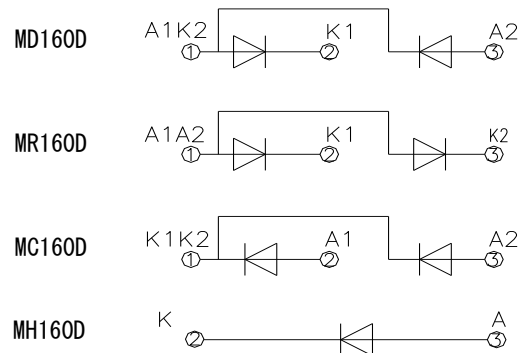 MD160D A1K2 1 K1 2 A2 3
MR160D A1A2 1 K1 2 K2 3
MC160D K1K2 1 A1 2 A2 3
MH160D K 2 A 3